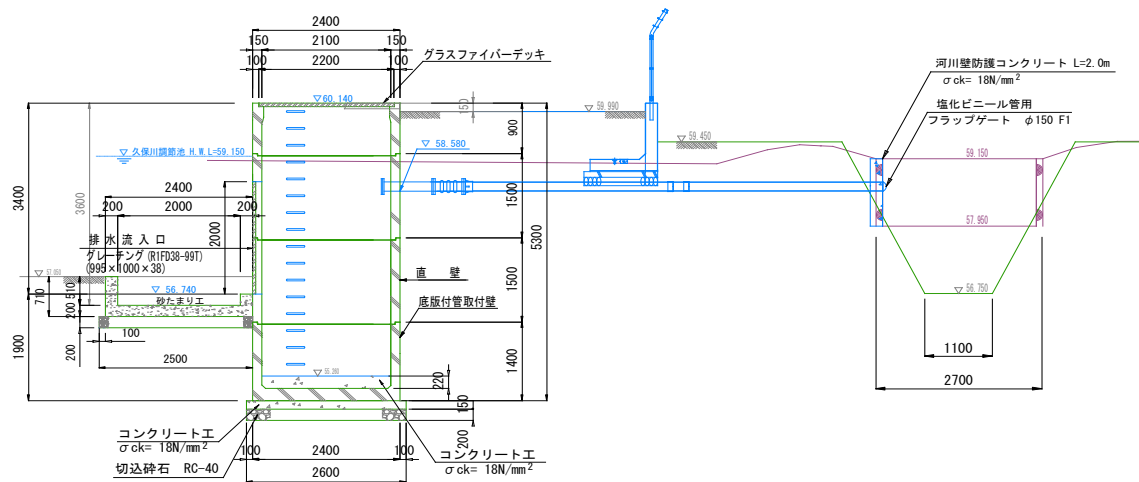 2400
150
2100
150
100
2200
100
グラスファイバーデッキ
河川壁防護コンクリート L=2.0m
σck= 18N/mm²
塩化ビニール管用
フラップゲート φ150 F1
▽60.140
150
▽ 59.990
900
▽ 59.450
▽ 久保川調節池 H.W.L=59.150
▽ 58.580
59.150
3400
3600
2400
200
2000
200
2000
1500
5300
57.950
排水流入口
グレーチング(R1FD38-99T)
(995×1000×38)
▽ 57.050
直 壁
1500
▽ 56.740
砂たまり工
510
710
200
底版付管取付壁
▽ 56.750
1900
200
100
2500
1100
1400
2700
55.280
220
150
200
コンクリート工
σck= 18N/mm²
切込砕石 RC-40
100
2400
100
2600
コンクリート工
σck= 18N/mm²